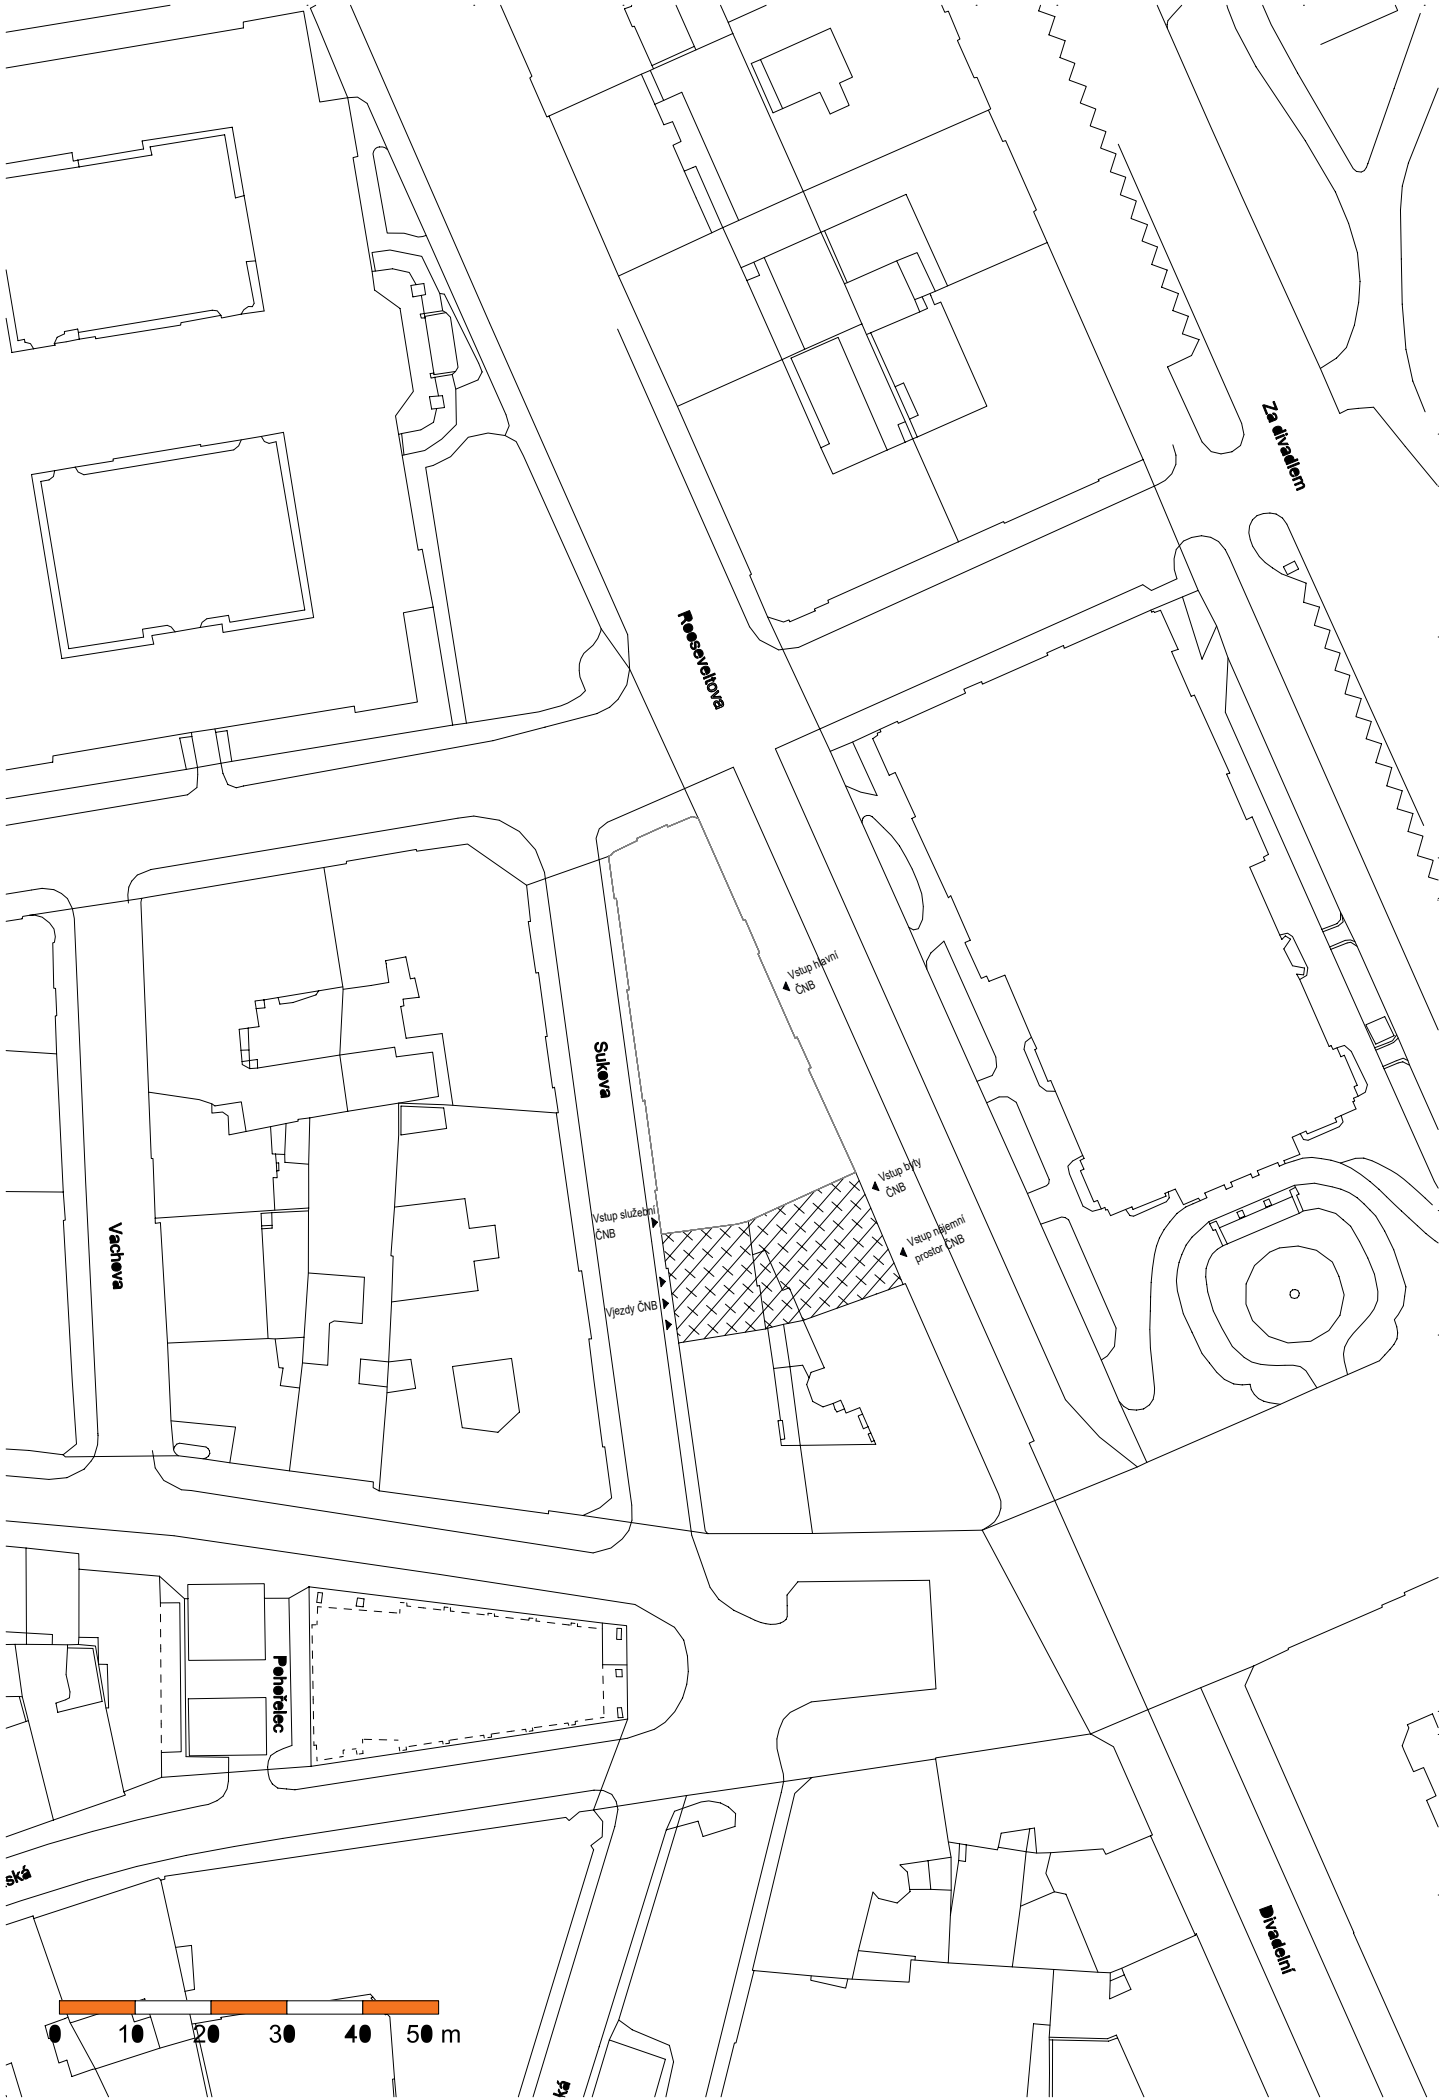 Za divadlem
Rooseveltova
Vstup hlavní
ČNB
Sukova
Vstup byty
ČNB
Vstup služební
ČNB
Vachova
Vstup nájemní
prostor ČNB
Vjezdy ČNB
Pohořelec
ská
Divadelní
0 10 20 30 40 50 m
ká